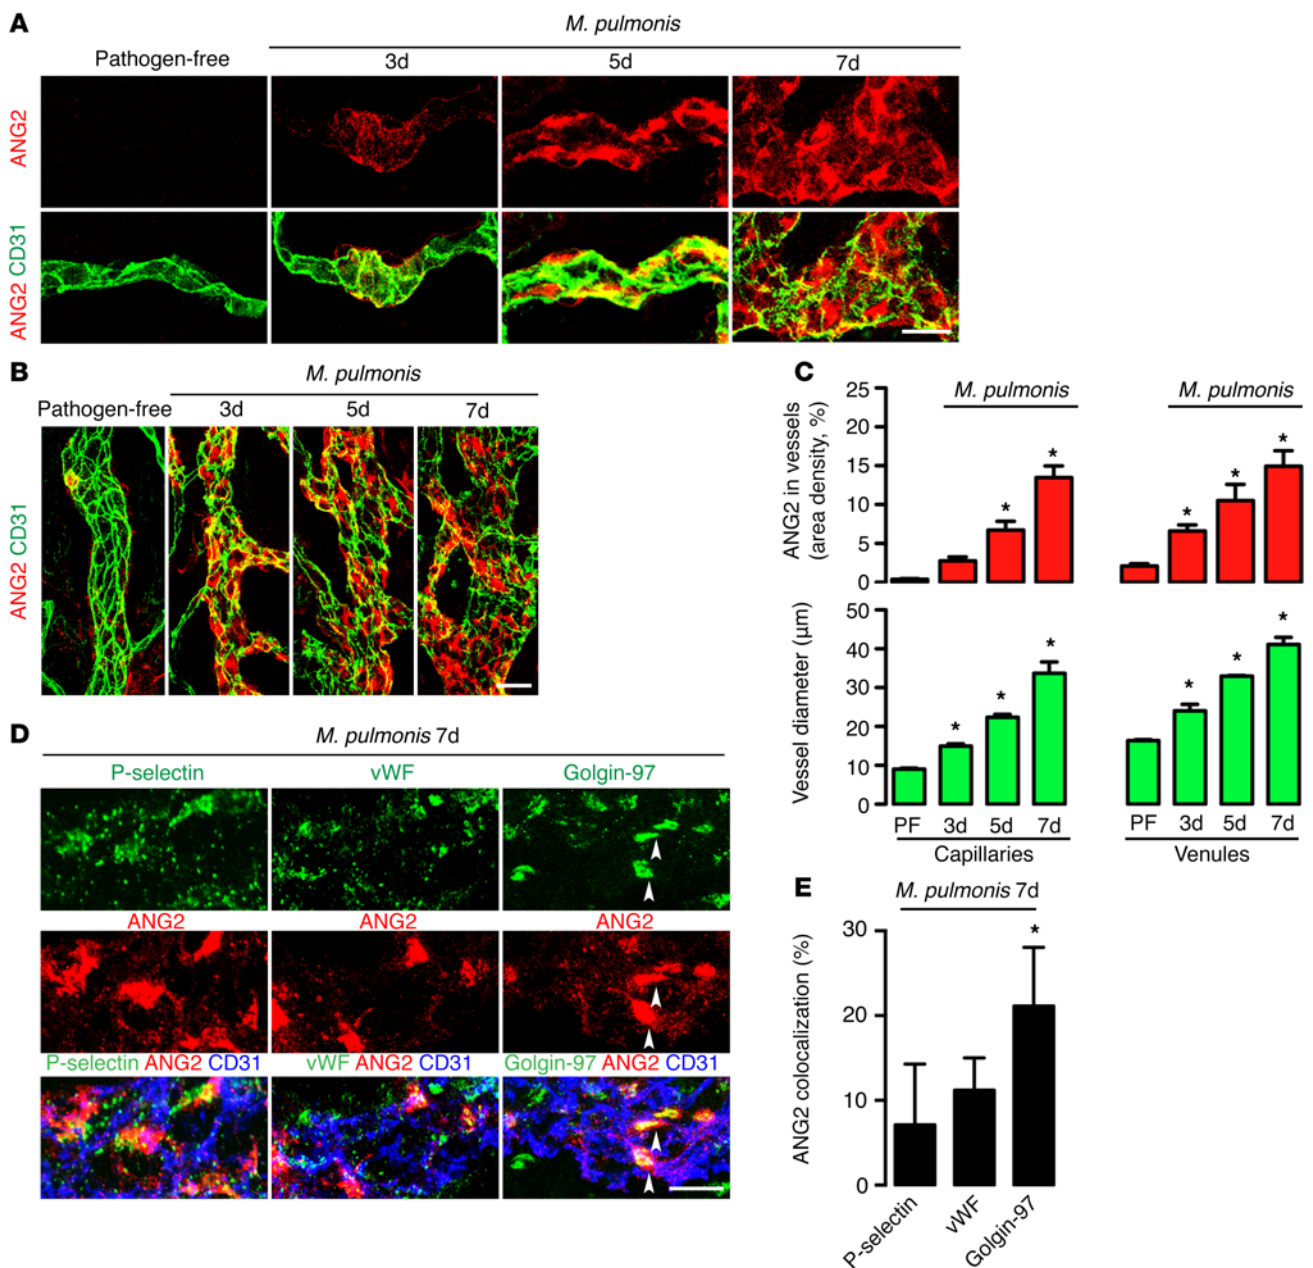 A
M. pulmonis
Pathogen-free
3d
5d
7d
ANG2
ANG2 CD31
B
M. pulmonis
Pathogen-free
3d
5d
7d
ANG2 CD31
C
25
20
15
10
5
0
ANG2 in vessels
(area density, %)
M. pulmonis
* * *
M. pulmonis
* * *
50
40
30
20
10
0
Vessel diameter (µm)
* * *
* * *
PF 3d 5d 7d
Capillaries
PF 3d 5d 7d
Venules
D
M. pulmonis 7d
P-selectin
vWF
Golgin-97
ANG2
ANG2
ANG2
P-selectin ANG2 CD31
vWF ANG2 CD31
Golgin-97 ANG2 CD31
E
M. pulmonis 7d
*
30
20
10
0
ANG2 colocalization (%)
P-selectin
vWF
Golgin-97